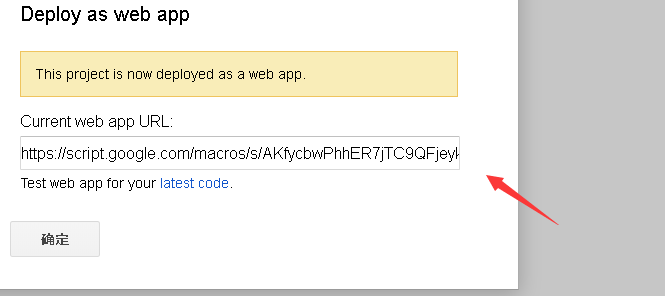 Deploy as web app
This project is now deployed as a web app.
Current web app URL:
https://script.google.com/macros/s/AKfycbwPhhER7jTC9QFjeyk
Test web app for your latest code.
确定